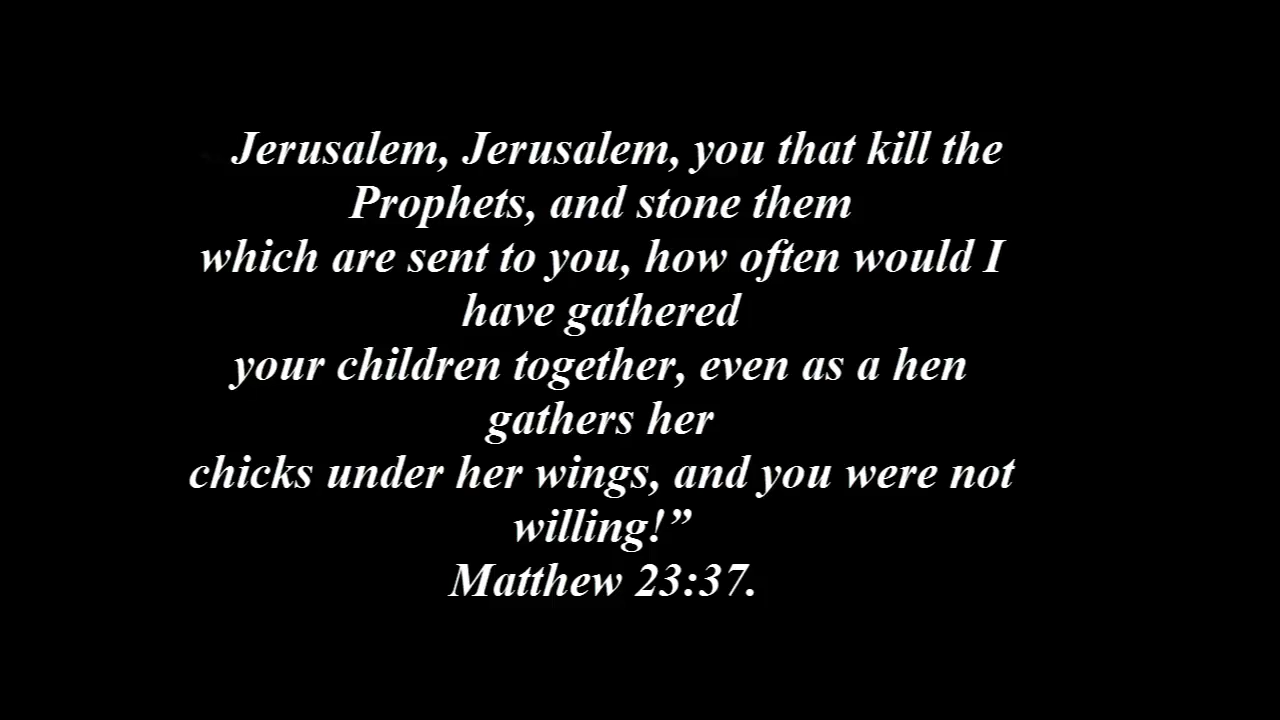 Jerusalem, Jerusalem, you that kill the
Prophets, and stone them
which are sent to you, how often would I
have gathered
your children together, even as a hen
gathers her
chicks under her wings, and you were not
willing!”
Matthew 23:37.